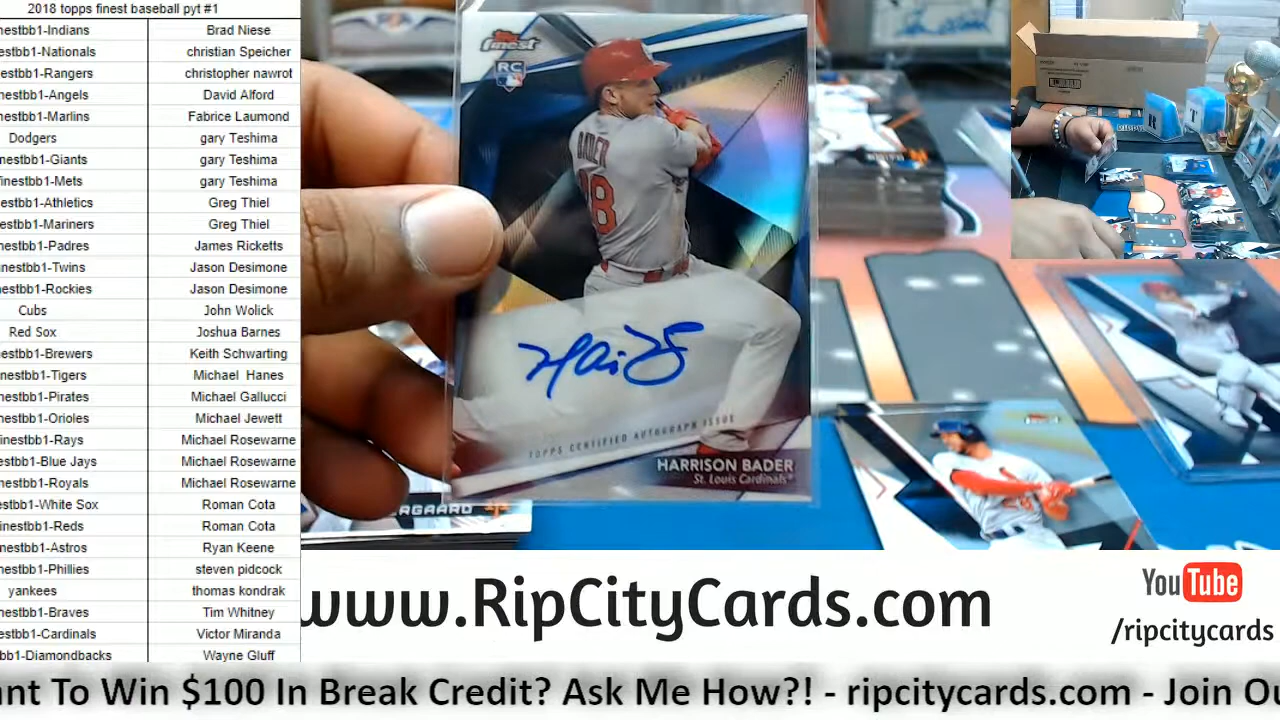 2018 topps finest baseball pyt #1
nestbb1-Indians Brad Niese
nestbb1-Nationals christian Speicher
nestbb1-Rangers christopher nawrot
nestbb1-Angels David Alford
nestbb1-Marlins Fabrice Laumond
Dodgers gary Teshima
nestbb1-Giants gary Teshima
finestbb1-Mets gary Teshima
nestbb1-Athletics Greg Thiel
nestbb1-Mariners Greg Thiel
nestbb1-Padres James Ricketts
nestbb1-Twins Jason Desimone
nestbb1-Rockies Jason Desimone
Cubs John Wolick
Red Sox Joshua Barnes
nestbb1-Brewers Keith Schwarting
nestbb1-Tigers Michael Hanes
nestbb1-Pirates Michael Gallucci
nestbb1-Orioles Michael Jewett
inestbb1-Rays Michael Rosewarne
estbb1-Blue Jays Michael Rosewarne
nestbb1-Royals Michael Rosewarne
estbb1-White Sox Roman Cota
inestbb1-Reds Roman Cota
nestbb1-Astros Ryan Keene
nestbb1-Phillies steven pidcock
yankees thomas kondrak
nestbb1-Braves Tim Whitney
estbb1-Cardinals Victor Miranda
bb1-Diamondbacks Wayne Gluff
Topps
finest
RC
BADER
48
TOPPS CERTIFIED AUTOGRAPH ISSUE
HARRISON BADER
St. Louis Cardinals
RGAARD
R
T
www.RipCityCards.com
YouTube
/ripcitycards
ant To Win $100 In Break Credit? Ask Me How?! - ripcitycards.com - Join Ou